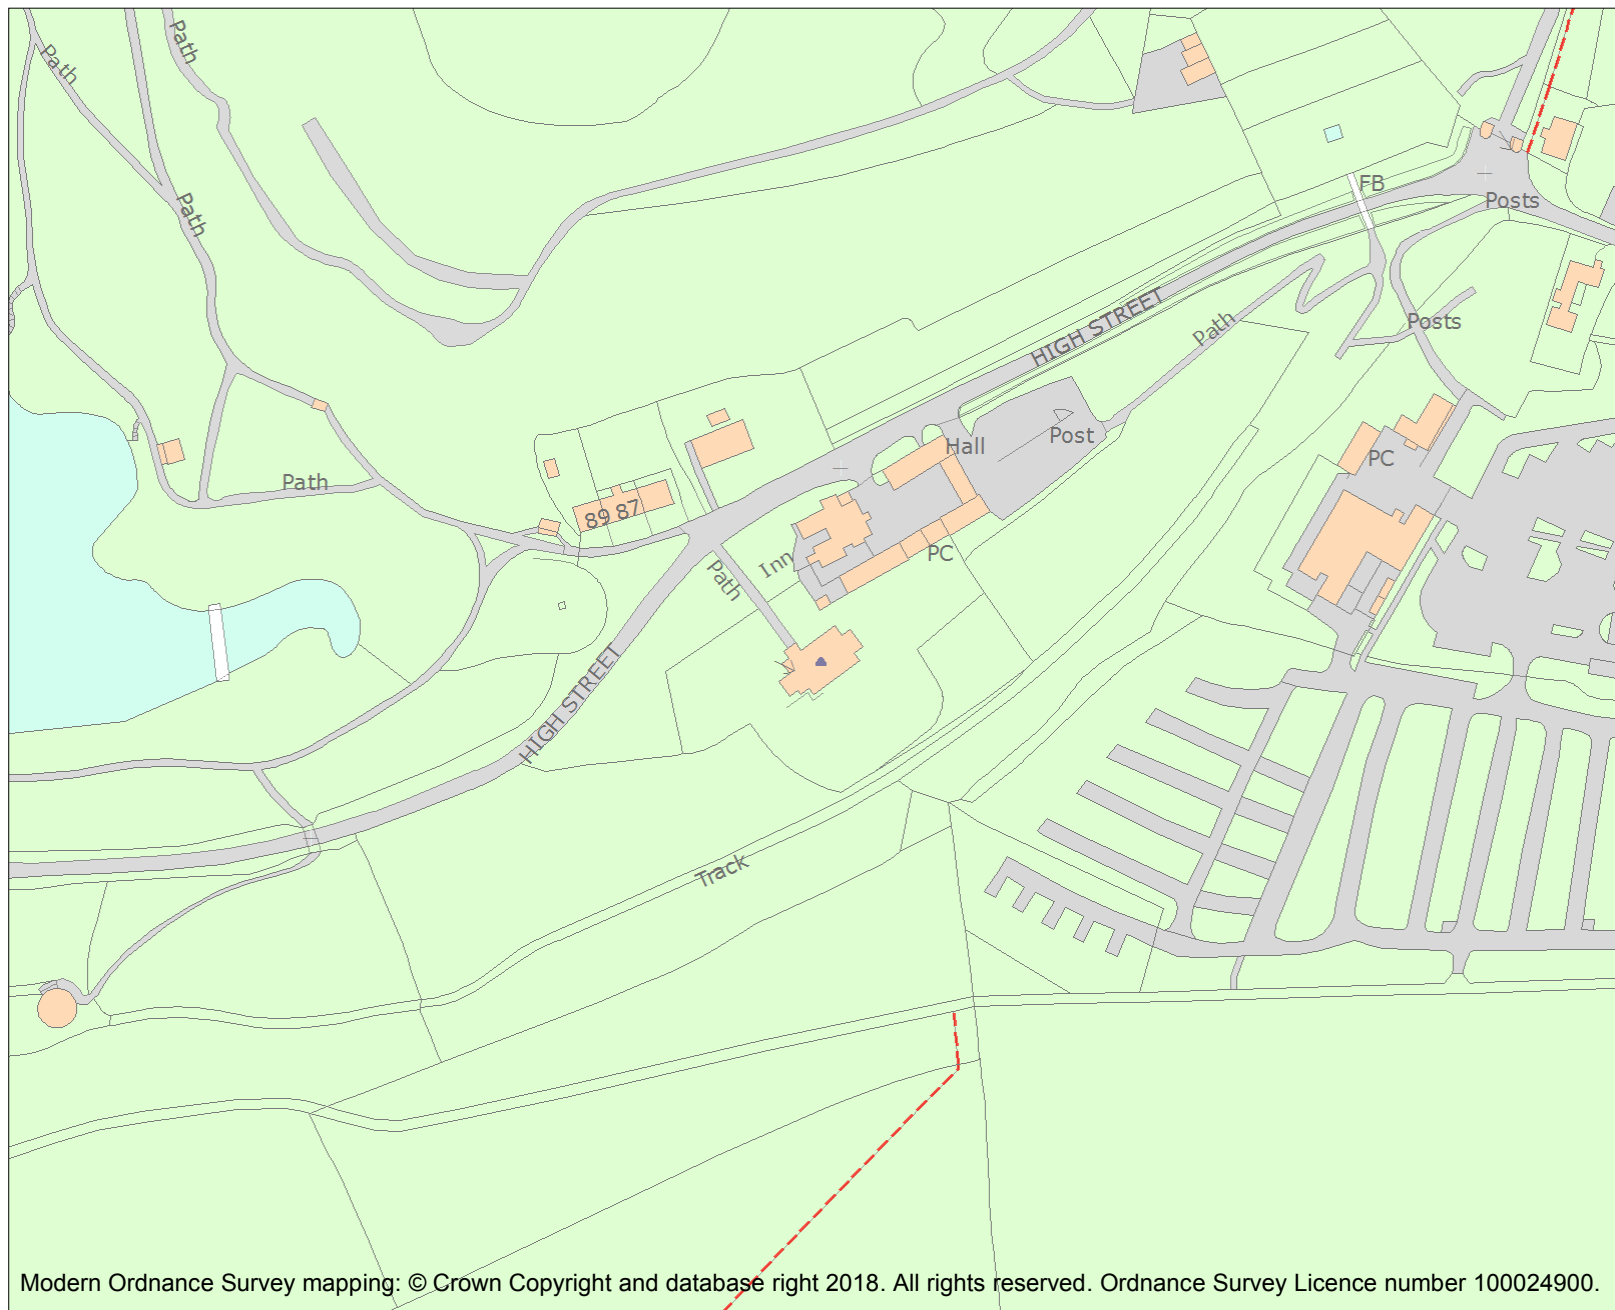 Path
Path
Path
FB
Posts
HIGH STREET
Path
Posts
Hall
Post
PC
Path
89 87
Inn
PC
Path
HIGH STREET
Track
Modern Ordnance Survey mapping: © Crown Copyright and database right 2018. All rights reserved. Ordnance Survey Licence number 100024900.